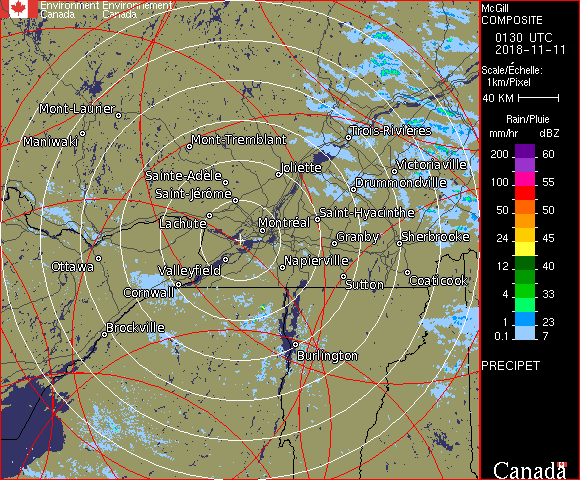 Environment Environnement
Canada Canada
McGill
COMPOSITE
0130 UTC
2018-11-11
Scale/Échelle:
1km/Pixel
40 KM
Rain/Pluie
mm/hr dBZ
200 60
100 55
50 50
24 45
12 40
4 33
1 23
0.1 7
PRECIPET
Canada
Mont-Laurier
Maniwaki
Mont-Tremblant
Trois-Rivières
Sainte-Adèle
Joliette
Victoriaville
Saint-Jérôme
Drummondville
Lachute
Montréal
Saint-Hyacinthe
Granby
Sherbrooke
Ottawa
Valleyfield
Napierville
Cornwall
Sutton
Coaticook
Brockville
Burlington